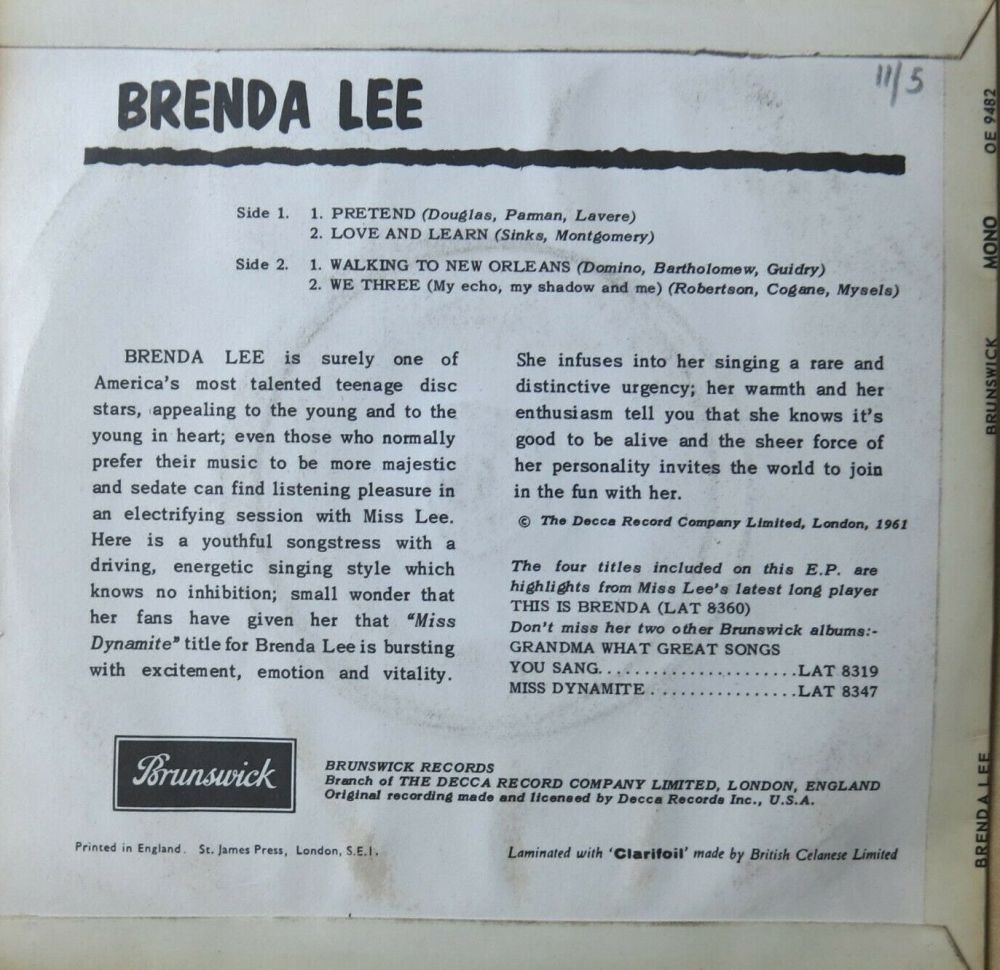 BRENDA LEE
11/5
Side 1. 1. PRETEND (Douglas, Parman, Lavere)
2. LOVE AND LEARN (Sinks, Montgomery)
Side 2. 1. WALKING TO NEW ORLEANS (Domino, Bartholomew, Guidry)
2. WE THREE (My echo, my shadow and me) (Robertson, Cogane, Mysels)
BRENDA LEE is surely one of
America's most talented teenage disc
stars, appealing to the young and to the
young in heart; even those who normally
prefer their music to be more majestic
and sedate can find listening pleasure in
an electrifying session with Miss Lee.
Here is a youthful songstress with a
driving, energetic singing style which
knows no inhibition; small wonder that
her fans have given her that "Miss
Dynamite" title for Brenda Lee is bursting
with excitement, emotion and vitality.
She infuses into her singing a rare and
distinctive urgency; her warmth and her
enthusiasm tell you that she knows it's
good to be alive and the sheer force of
her personality invites the world to join
in the fun with her.
© The Decca Record Company Limited, London, 1961
The four titles included on this E.P. are
highlights from Miss Lee's latest long player
THIS IS BRENDA (LAT 8360)
Don't miss her two other Brunswick albums:-
GRANDMA WHAT GREAT SONGS
YOU SANG......................LAT 8319
MISS DYNAMITE................LAT 8347
Brunswick
BRUNSWICK RECORDS
Branch of THE DECCA RECORD COMPANY LIMITED, LONDON, ENGLAND
Original recording made and licensed by Decca Records Inc., U.S.A.
Printed in England. St. James Press, London, S.E.1.
Laminated with 'Clarifoil' made by British Celanese Limited
BRENDA LEE BRUNSWICK MONO OE 9482